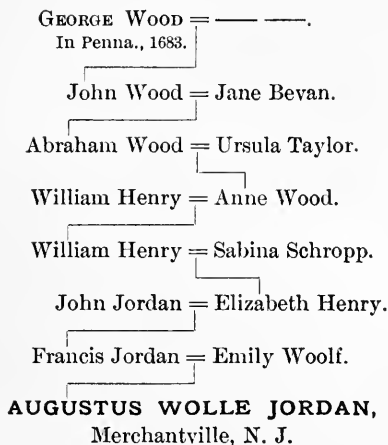 GEORGE WOOD = —— ——.
In Penna., 1683.
John Wood = Jane Bevan.
Abraham Wood = Ursula Taylor.
William Henry = Anne Wood.
William Henry = Sabina Schropp.
John Jordan = Elizabeth Henry.
Francis Jordan = Emily Woolf.
AUGUSTUS WOLLE JORDAN,
Merchantville, N. J.